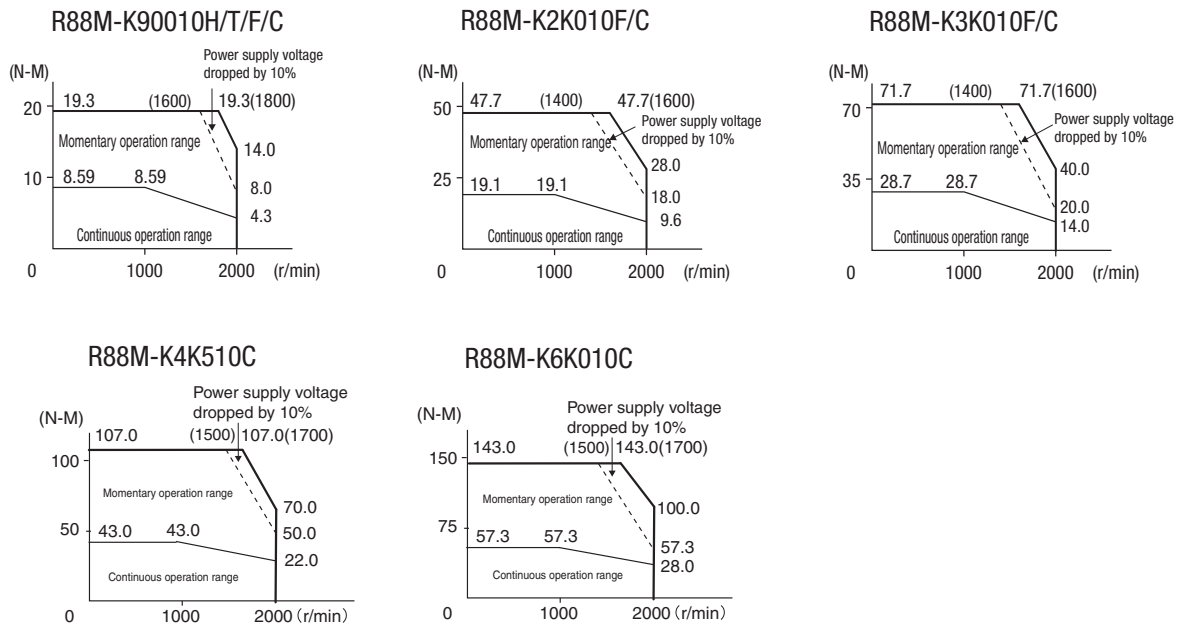 R88M-K90010H/T/F/C
(N-M)
Power supply voltage
dropped by 10%
20
19.3
(1600)
19.3(1800)
Momentary operation range
14.0
10
8.59
8.59
8.0
4.3
Continuous operation range
0
1000
2000
(r/min)
R88M-K2K010F/C
(N-M)
50
47.7
(1400)
47.7(1600)
Power supply voltage
dropped by 10%
Momentary operation range
28.0
25
19.1
19.1
18.0
9.6
Continuous operation range
0
1000
2000
(r/min)
R88M-K3K010F/C
(N-M)
70
71.7
(1400)
71.7(1600)
Power supply voltage
dropped by 10%
Momentary operation range
40.0
35
28.7
28.7
20.0
14.0
Continuous operation range
0
1000
2000
(r/min)
R88M-K4K510C
Power supply voltage
dropped by 10%
(N-M)
107.0
(1500)
107.0(1700)
100
Momentary operation range
70.0
50
43.0
43.0
50.0
22.0
Continuous operation range
0
1000
2000
(r/min)
R88M-K6K010C
Power supply voltage
dropped by 10%
(N-M)
150
143.0
(1500)
143.0(1700)
Momentary operation range
100.0
75
57.3
57.3
57.3
28.0
Continuous operation range
0
1000
2000
(r/min)